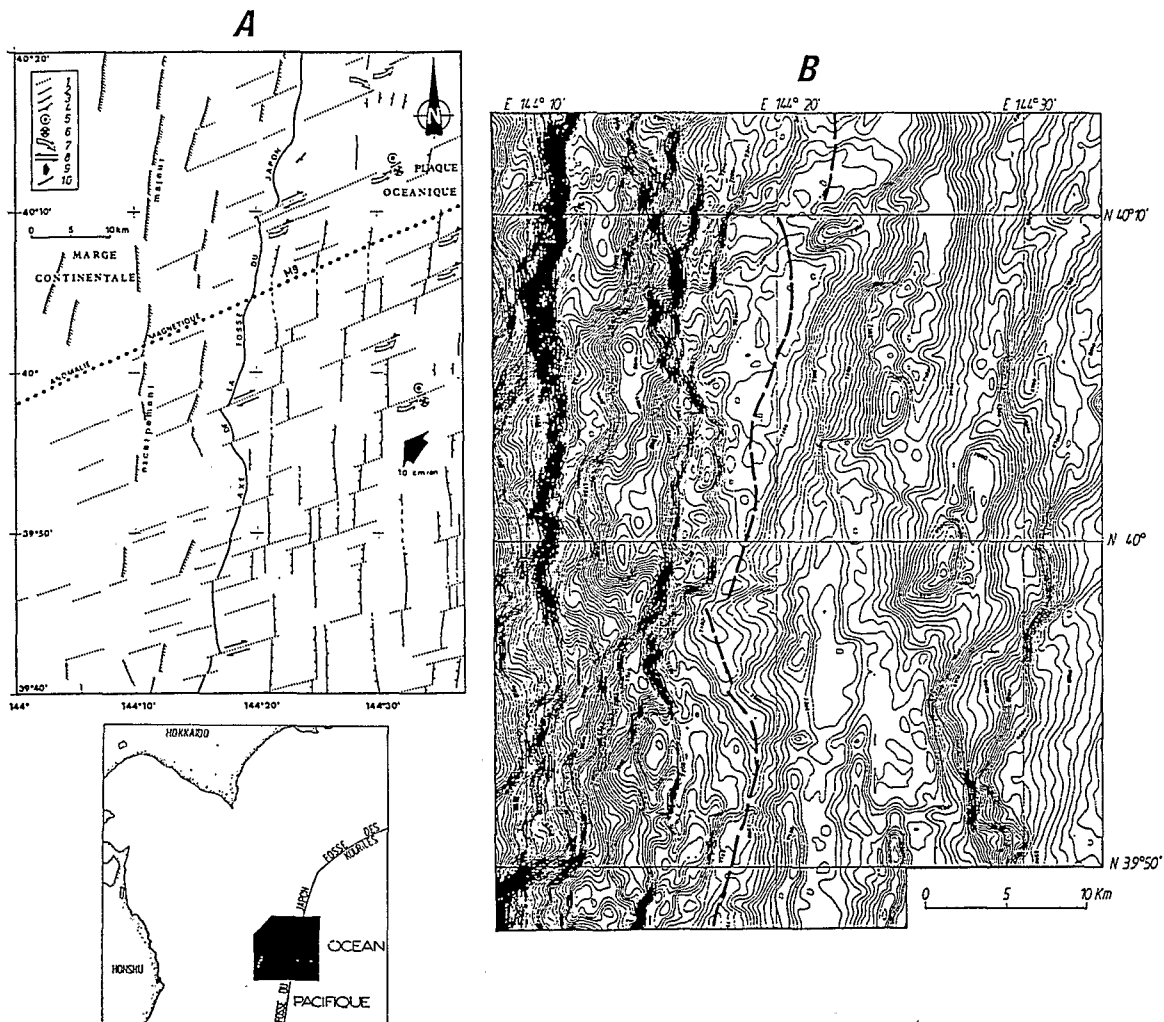 A
40°20'
1
2
3
4
5
6
7
8
9
10
N
JAPON
PLAQUE
OCEANIQUE
majeur
40°10'
0 5 10km
MARGE
CONTINENTALE
DU
M9
FOSSE
ANOMALIE MAGNETIQUE
40°
LA
DE
AXE
10 cm/an
39°50'
39°40'
144° 144°10' 144°20' 144°30'
B
E 144° 10' E 144° 20' E 144° 30'
N 40°10'
N 40°
N 39°50'
0 5 10 Km
HOKKAIDO
FOSSE DES
KOURILES
JAPON
OCEAN
HONSHU
FOSSE DU
PACIFIQUE